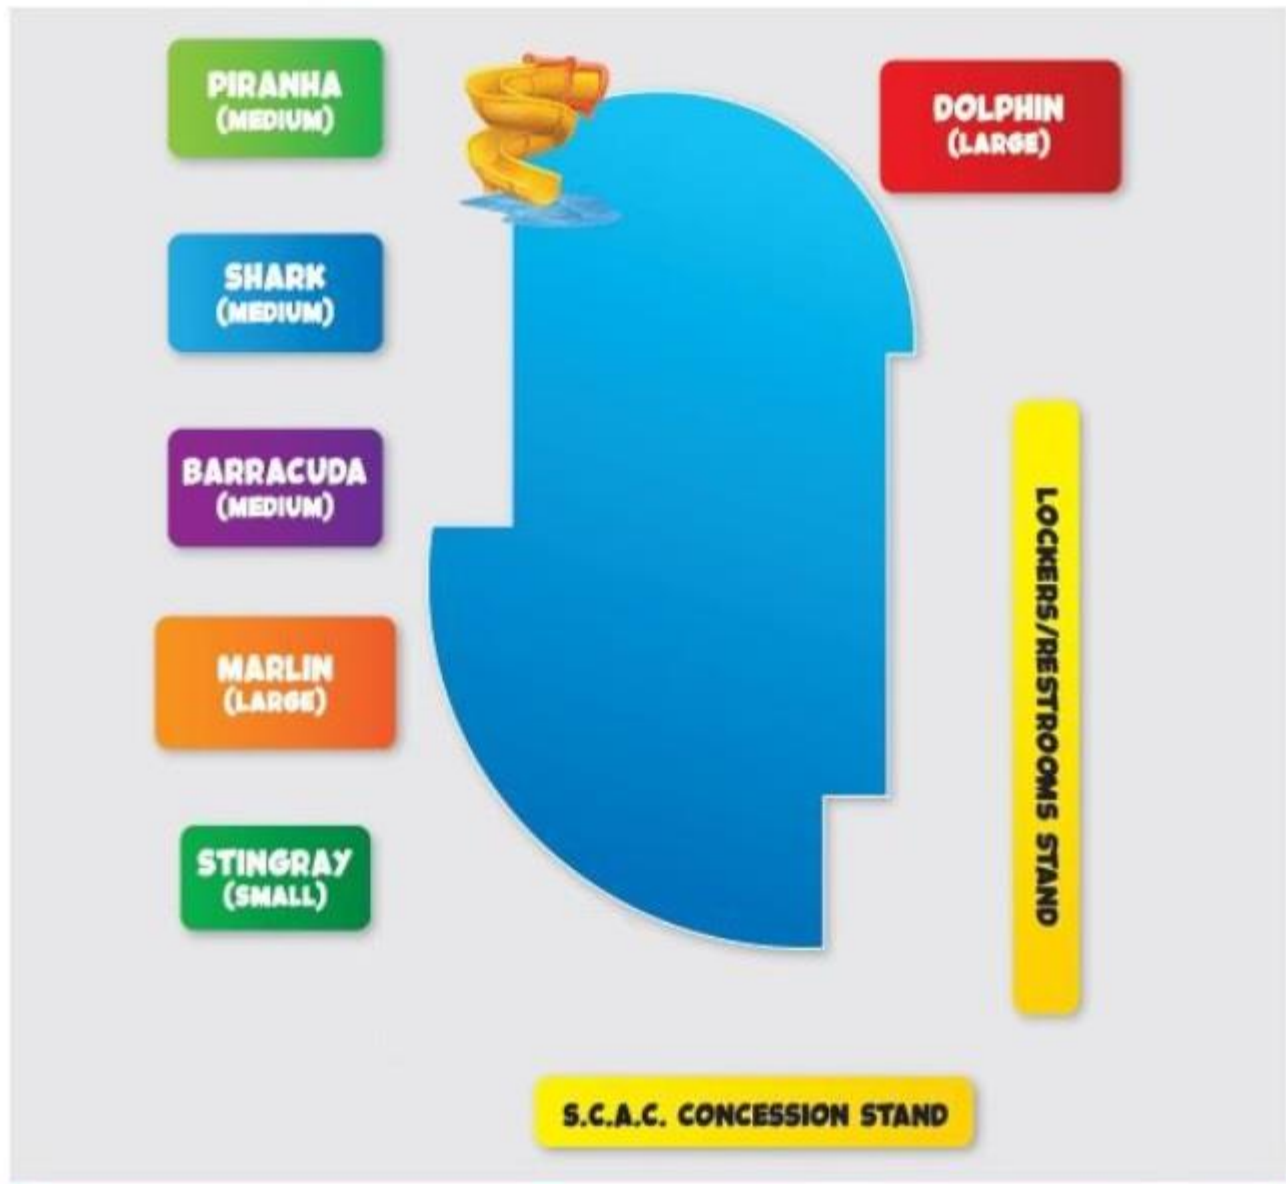 PIRANHA
(MEDIUM)
DOLPHIN
(LARGE)
SHARK
(MEDIUM)
BARRACUDA
(MEDIUM)
MARLIN
(LARGE)
STINGRAY
(SMALL)
LOCKERS/RESTROOMS STAND
S.C.A.C. CONCESSION STAND